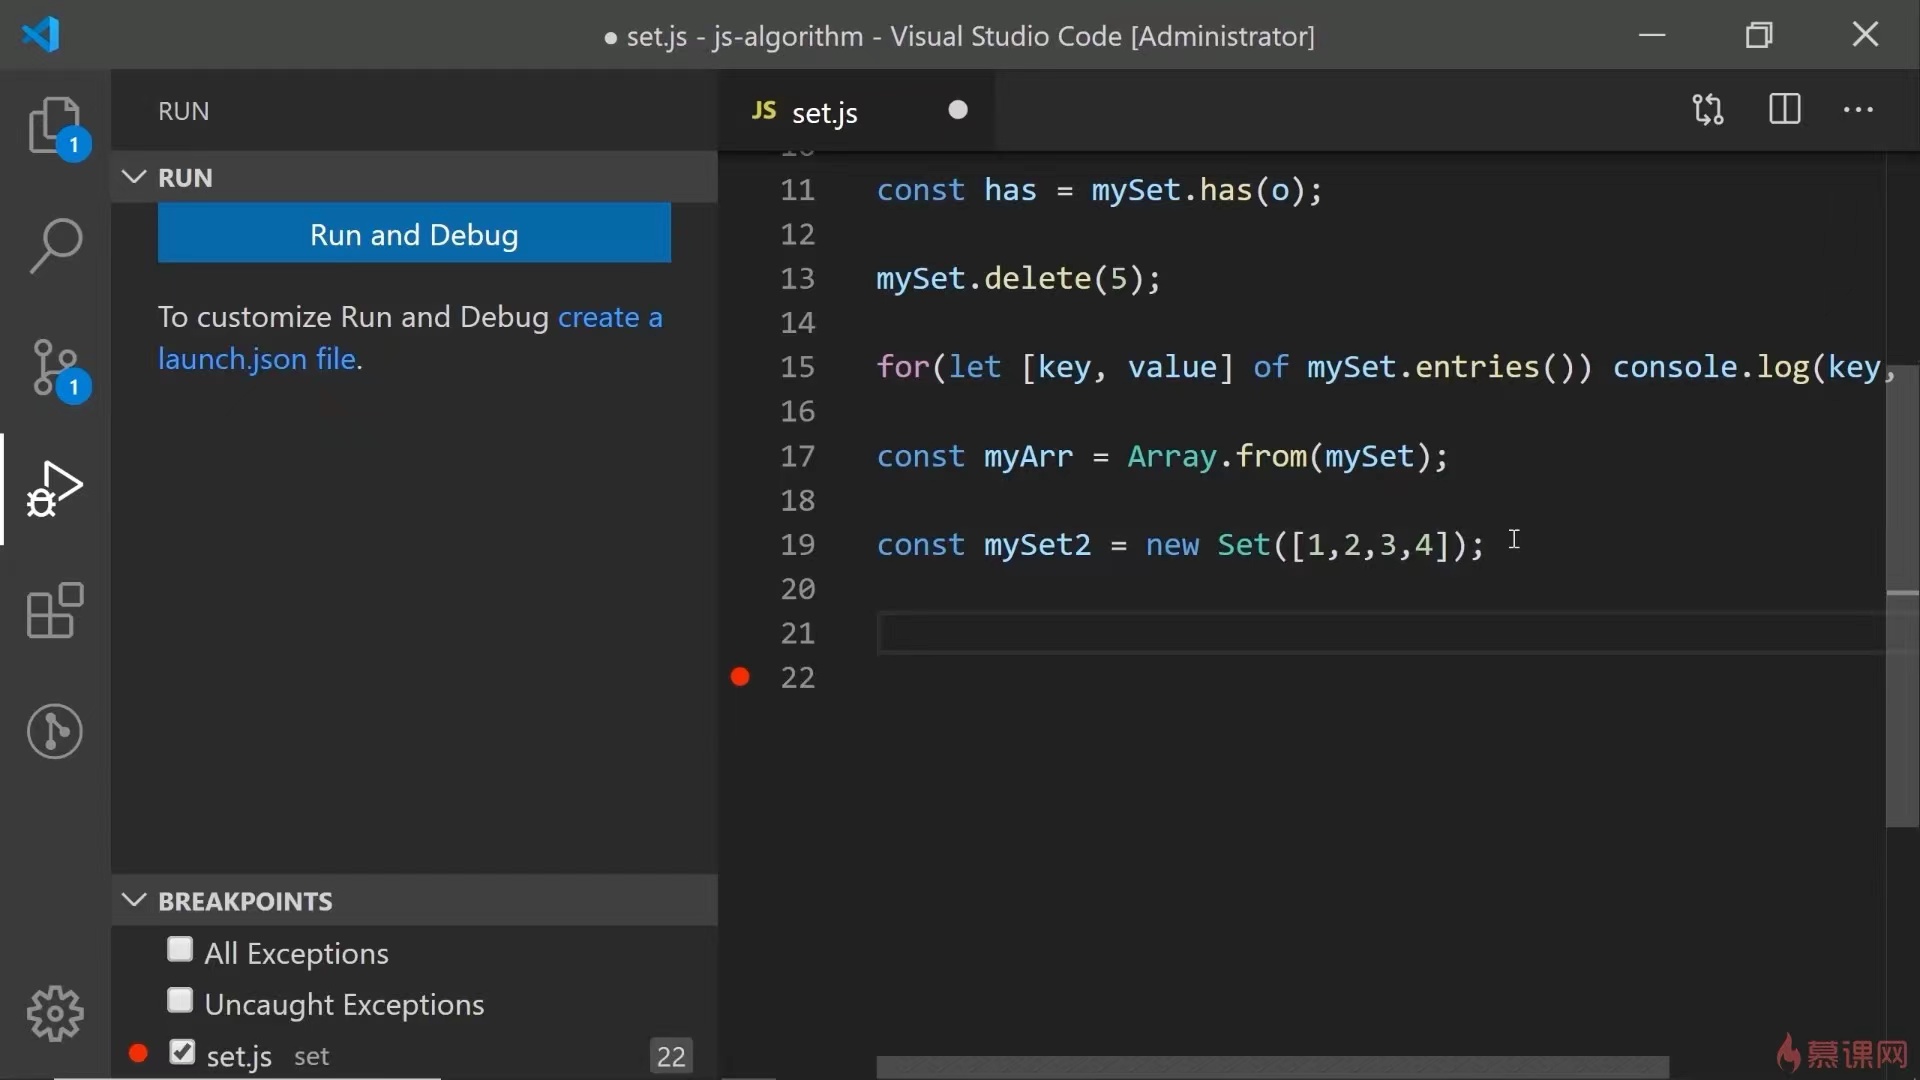 ● set.js - js-algorithm - Visual Studio Code [Administrator]
RUN
RUN
Run and Debug
To customize Run and Debug create a
launch.json file.
BREAKPOINTS
All Exceptions
Uncaught Exceptions
set.js set 22
1
1
JS set.js
11 const has = mySet.has(o);
12
13 mySet.delete(5);
14
15 for(let [key, value] of mySet.entries()) console.log(key,
16
17 const myArr = Array.from(mySet);
18
19 const mySet2 = new Set([1,2,3,4]);
20
21
22
慕课网